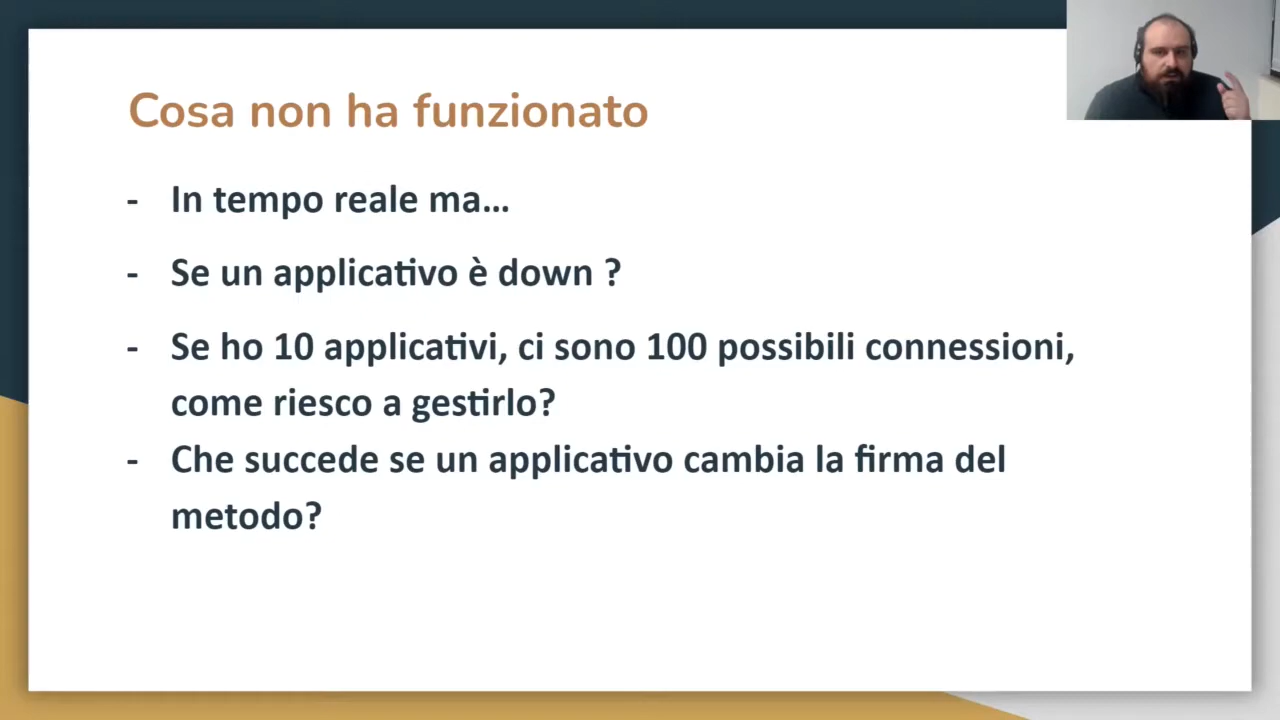 Cosa non ha funzionato
- In tempo reale ma...
- Se un applicativo è down ?
- Se ho 10 applicativi, ci sono 100 possibili connessioni,
come riesco a gestirlo?
- Che succede se un applicativo cambia la firma del
metodo?